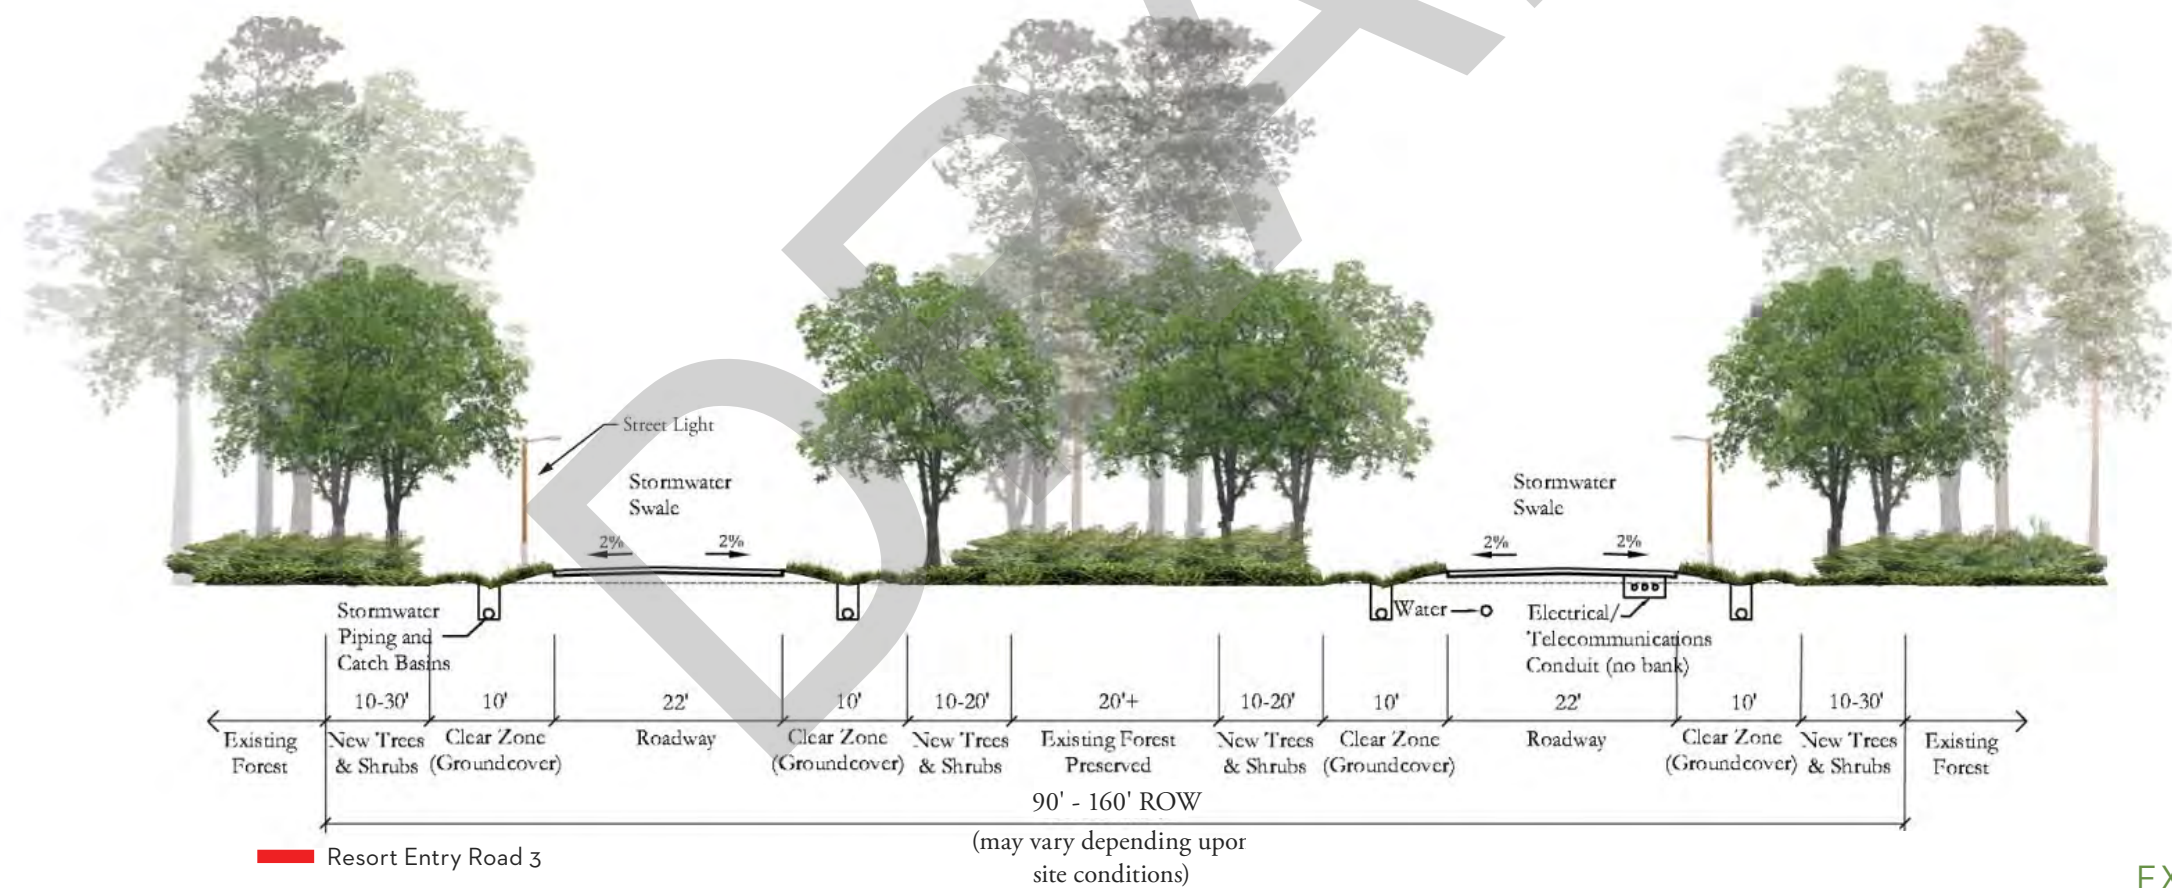 DRA
Street Light
Stormwater
Swale
Stormwater
Swale
2%
2%
2%
2%
Stormwater
Piping and
Catch Basins
Water
Electrical/
Telecommunications
Conduit (no bank)
10-30' 10' 22' 10' 10-20' 20'+ 10-20' 10' 22' 10' 10-30'
Existing
Forest
New Trees
& Shrubs
Clear Zone
(Groundcover)
Roadway
Clear Zone
(Groundcover)
New Trees
& Shrubs
Existing Forest
Preserved
New Trees
& Shrubs
Clear Zone
(Groundcover)
Roadway
Clear Zone
(Groundcover)
New Trees
& Shrubs
Existing
Forest
90' - 160' ROW
(may vary depending upon
site conditions)
Resort Entry Road 3
EX